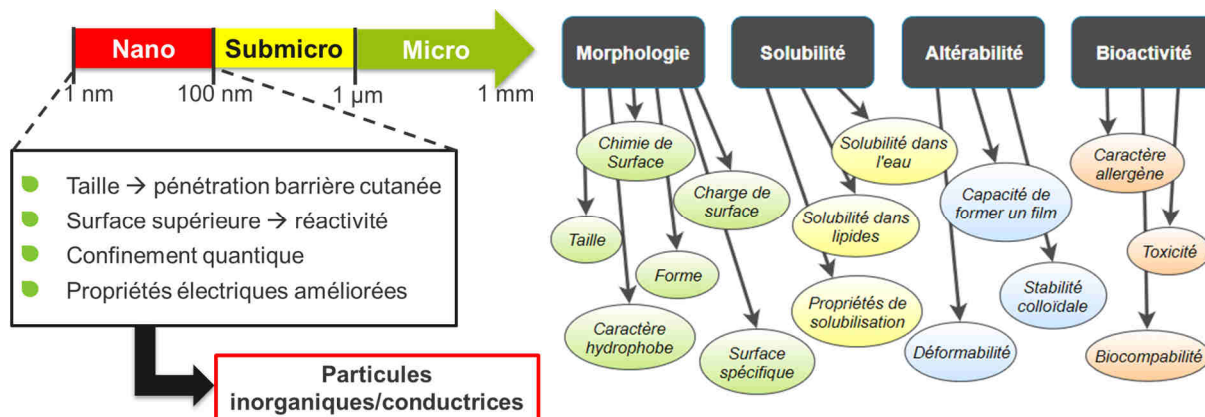 Nano
Submicro
Micro
1 nm
100 nm
1 µm
1 mm
Taille → pénétration barrière cutanée
Surface supérieure → réactivité
Confinement quantique
Propriétés électriques améliorées
Particules
inorganiques/conductrices
Morphologie
Solubilité
Altérabilité
Bioactivité
Chimie de
Surface
Charge de
surface
Taille
Forme
Caractère
hydrophobe
Surface
spécifique
Solubilité dans
l'eau
Solubilité dans
lipides
Propriétés de
solubilisation
Capacité de
former un film
Stabilité
colloïdale
Déformabilité
Caractère
allergène
Toxicité
Biocompabilité